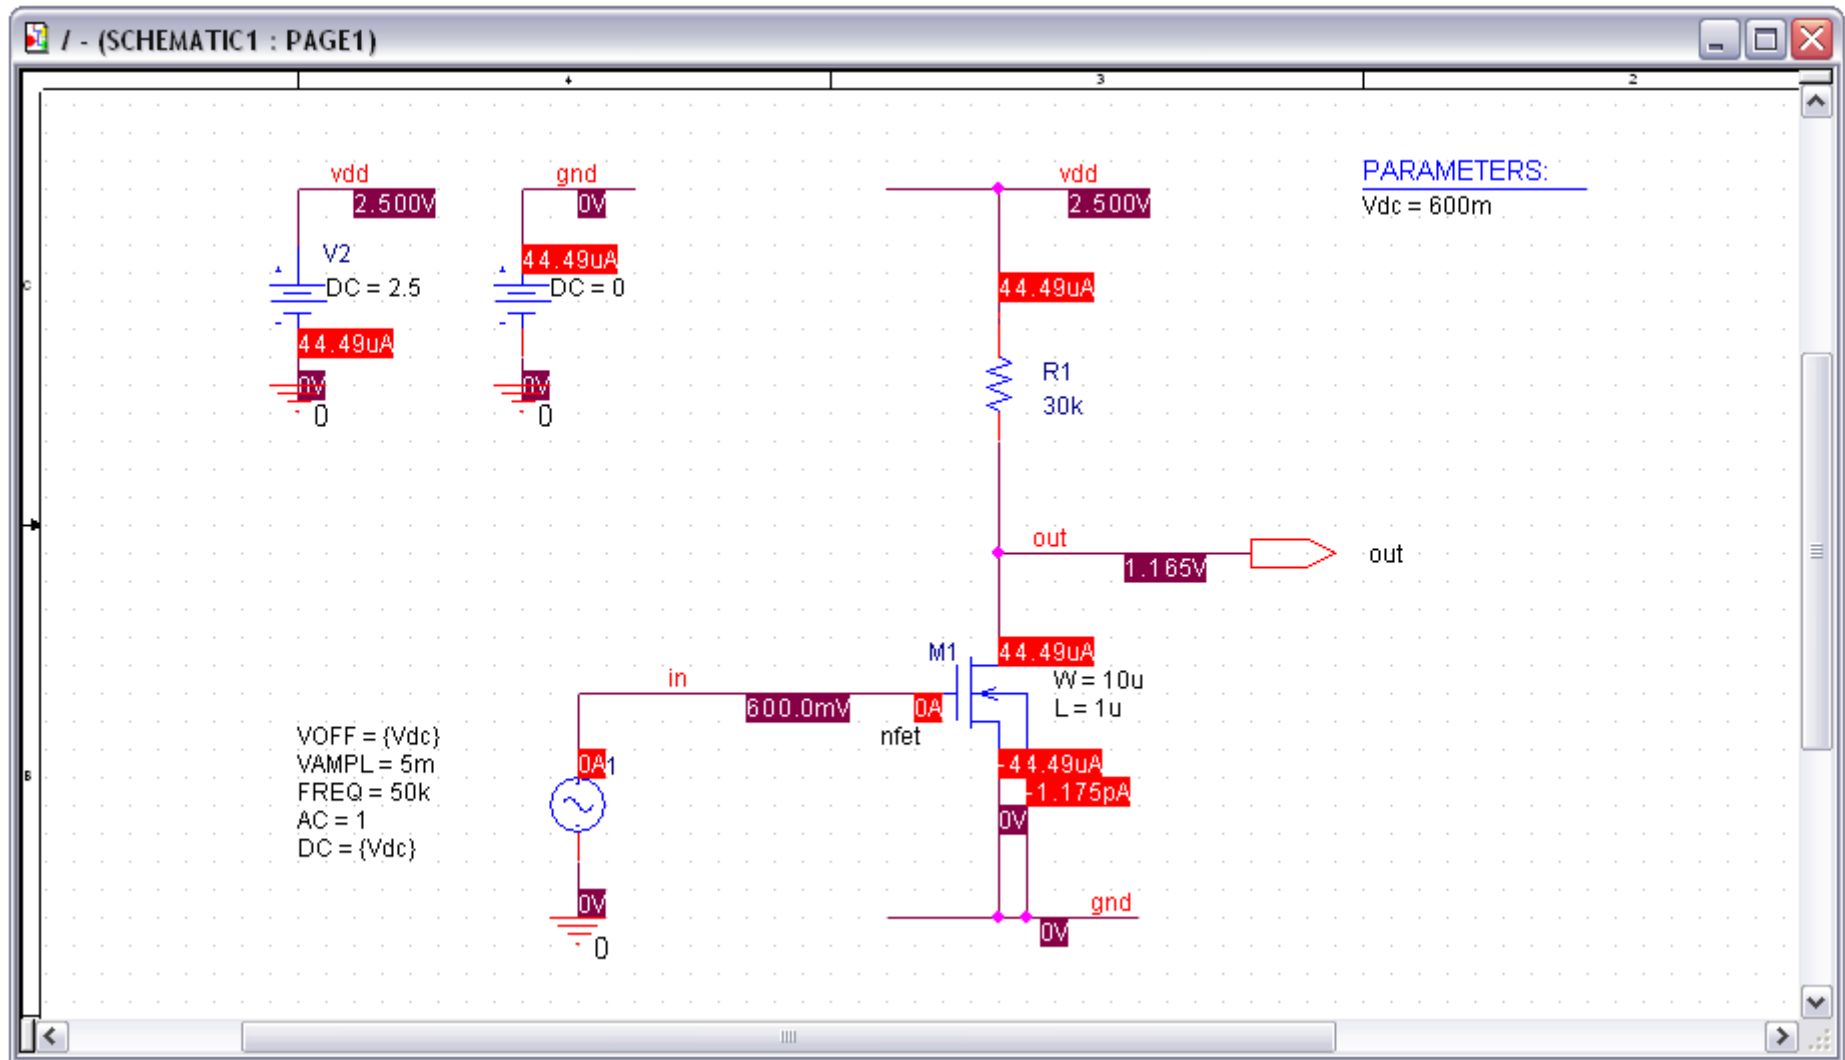 / - (SCHEMATIC1 : PAGE1)
4
3
2
C
B
vdd
2.500V
V2
DC = 2.5
44.49uA
0V
0
gnd
0V
44.49uA
DC = 0
0V
0
vdd
2.500V
44.49uA
R1
30k
PARAMETERS:
Vdc = 600m
out
1.165V
out
M1
44.49uA
W = 10u
L = 1u
in
600.0mV
0A
nfet
-44.49uA
-1.175pA
0V
gnd
0V
VOFF = {Vdc}
VAMPL = 5m
FREQ = 50k
AC = 1
DC = {Vdc}
0A
1
0V
0